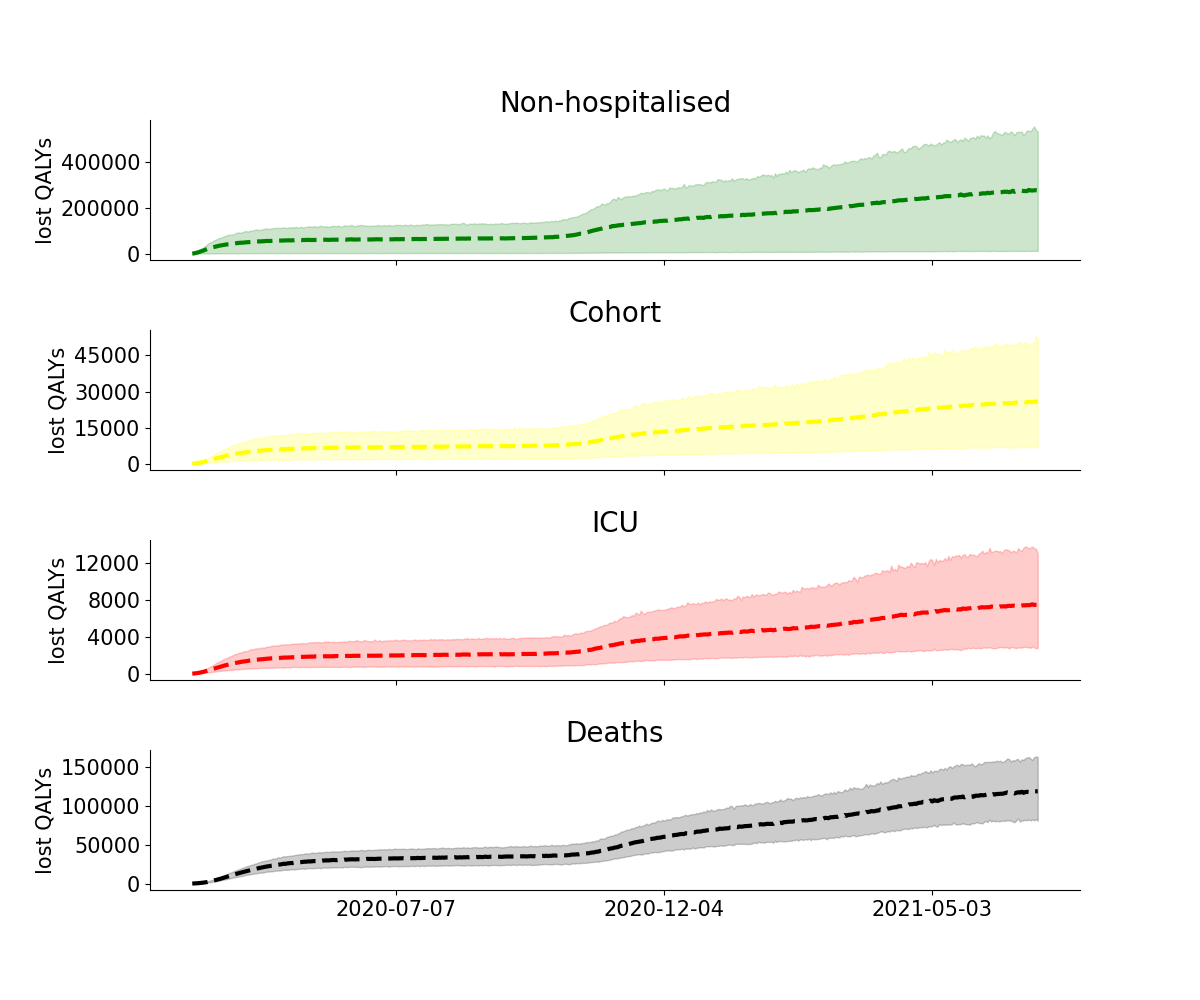 Non-hospitalised
lost QALYs
400000
200000
0
Cohort
lost QALYs
45000
30000
15000
0
ICU
lost QALYs
12000
8000
4000
0
Deaths
lost QALYs
150000
100000
50000
0
2020-07-07 2020-12-04 2021-05-03